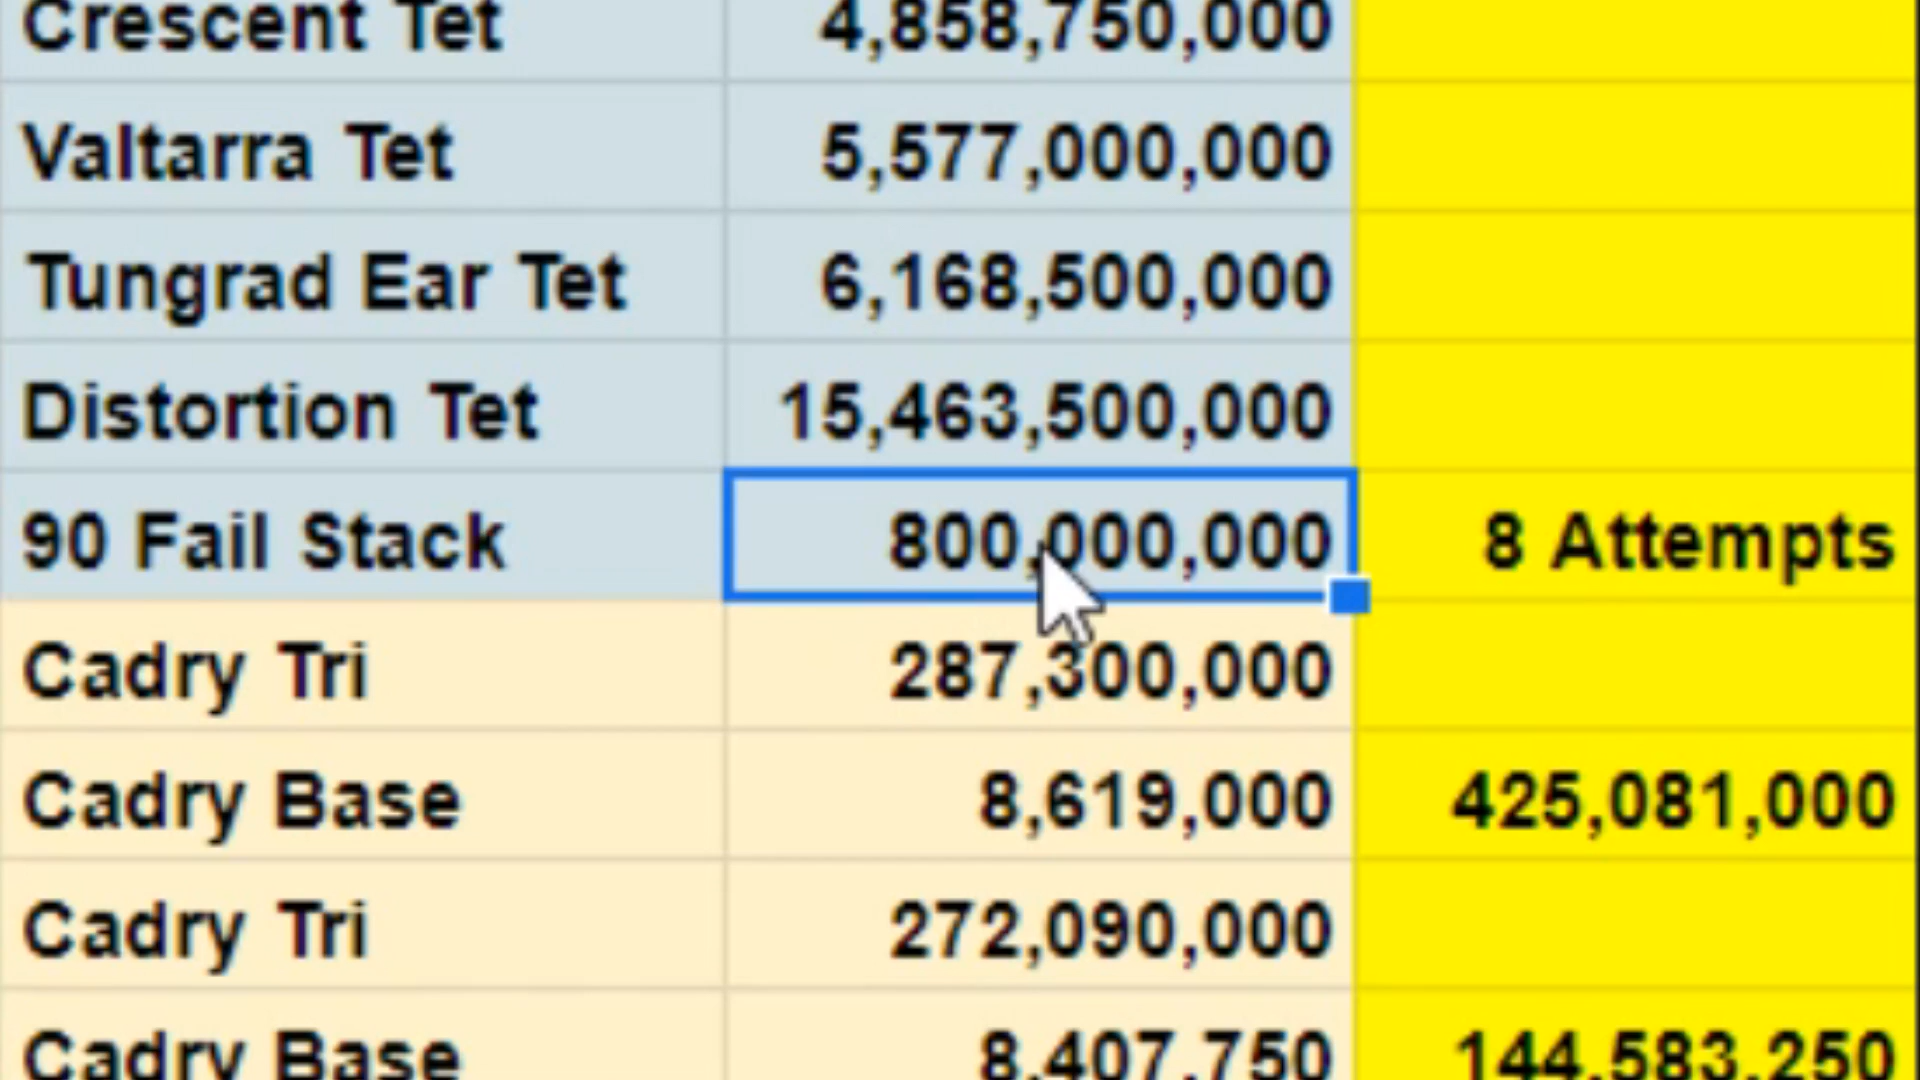 Crescent Tet 4,858,750,000
Valtarra Tet 5,577,000,000
Tungrad Ear Tet 6,168,500,000
Distortion Tet 15,463,500,000
90 Fail Stack 800,000,000 8 Attempts
Cadry Tri 287,300,000
Cadry Base 8,619,000 425,081,000
Cadry Tri 272,090,000
Cadry Base 8,407,750 144,583,250